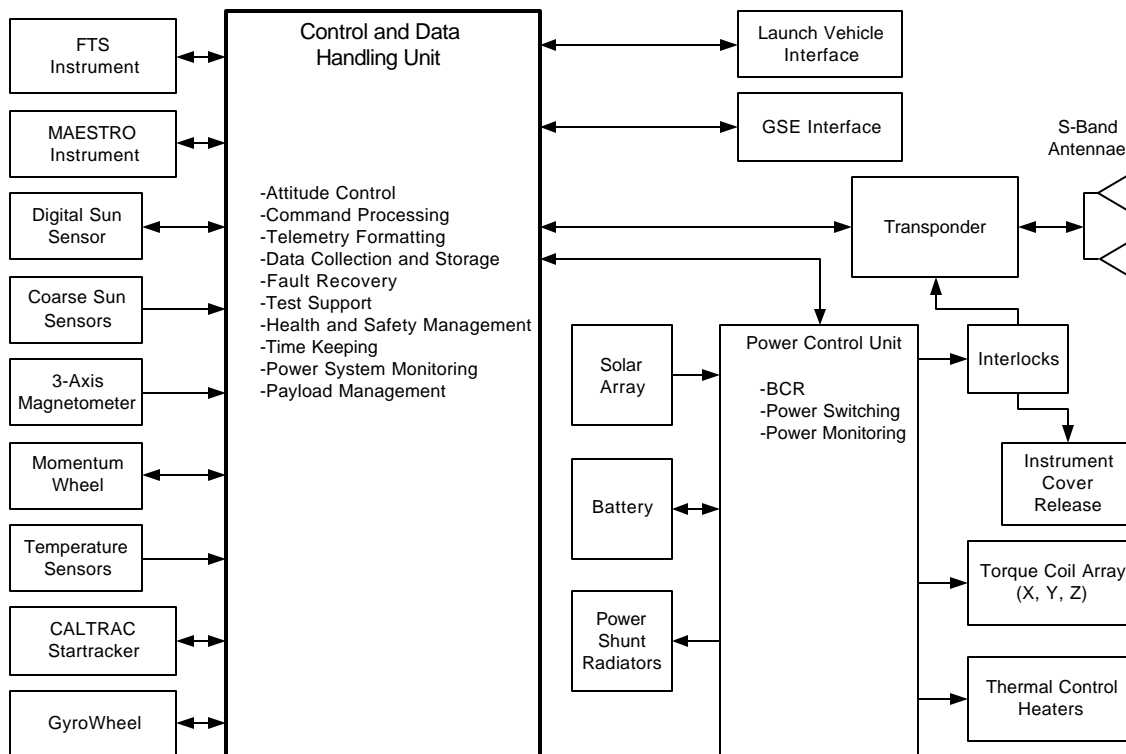 FTS
Instrument
MAESTRO
Instrument
Digital Sun
Sensor
Coarse Sun
Sensors
3-Axis
Magnetometer
Momentum
Wheel
Temperature
Sensors
CALTRAC
Startracker
GyroWheel
Control and Data
Handling Unit
-Attitude Control
-Command Processing
-Telemetry Formatting
-Data Collection and Storage
-Fault Recovery
-Test Support
-Health and Safety Management
-Time Keeping
-Power System Monitoring
-Payload Management
Launch Vehicle
Interface
GSE Interface
S-Band
Antennae
Transponder
Solar
Array
Battery
Power
Shunt
Radiators
Power Control Unit
-BCR
-Power Switching
-Power Monitoring
Interlocks
Instrument
Cover
Release
Torque Coil Array
(X, Y, Z)
Thermal Control
Heaters